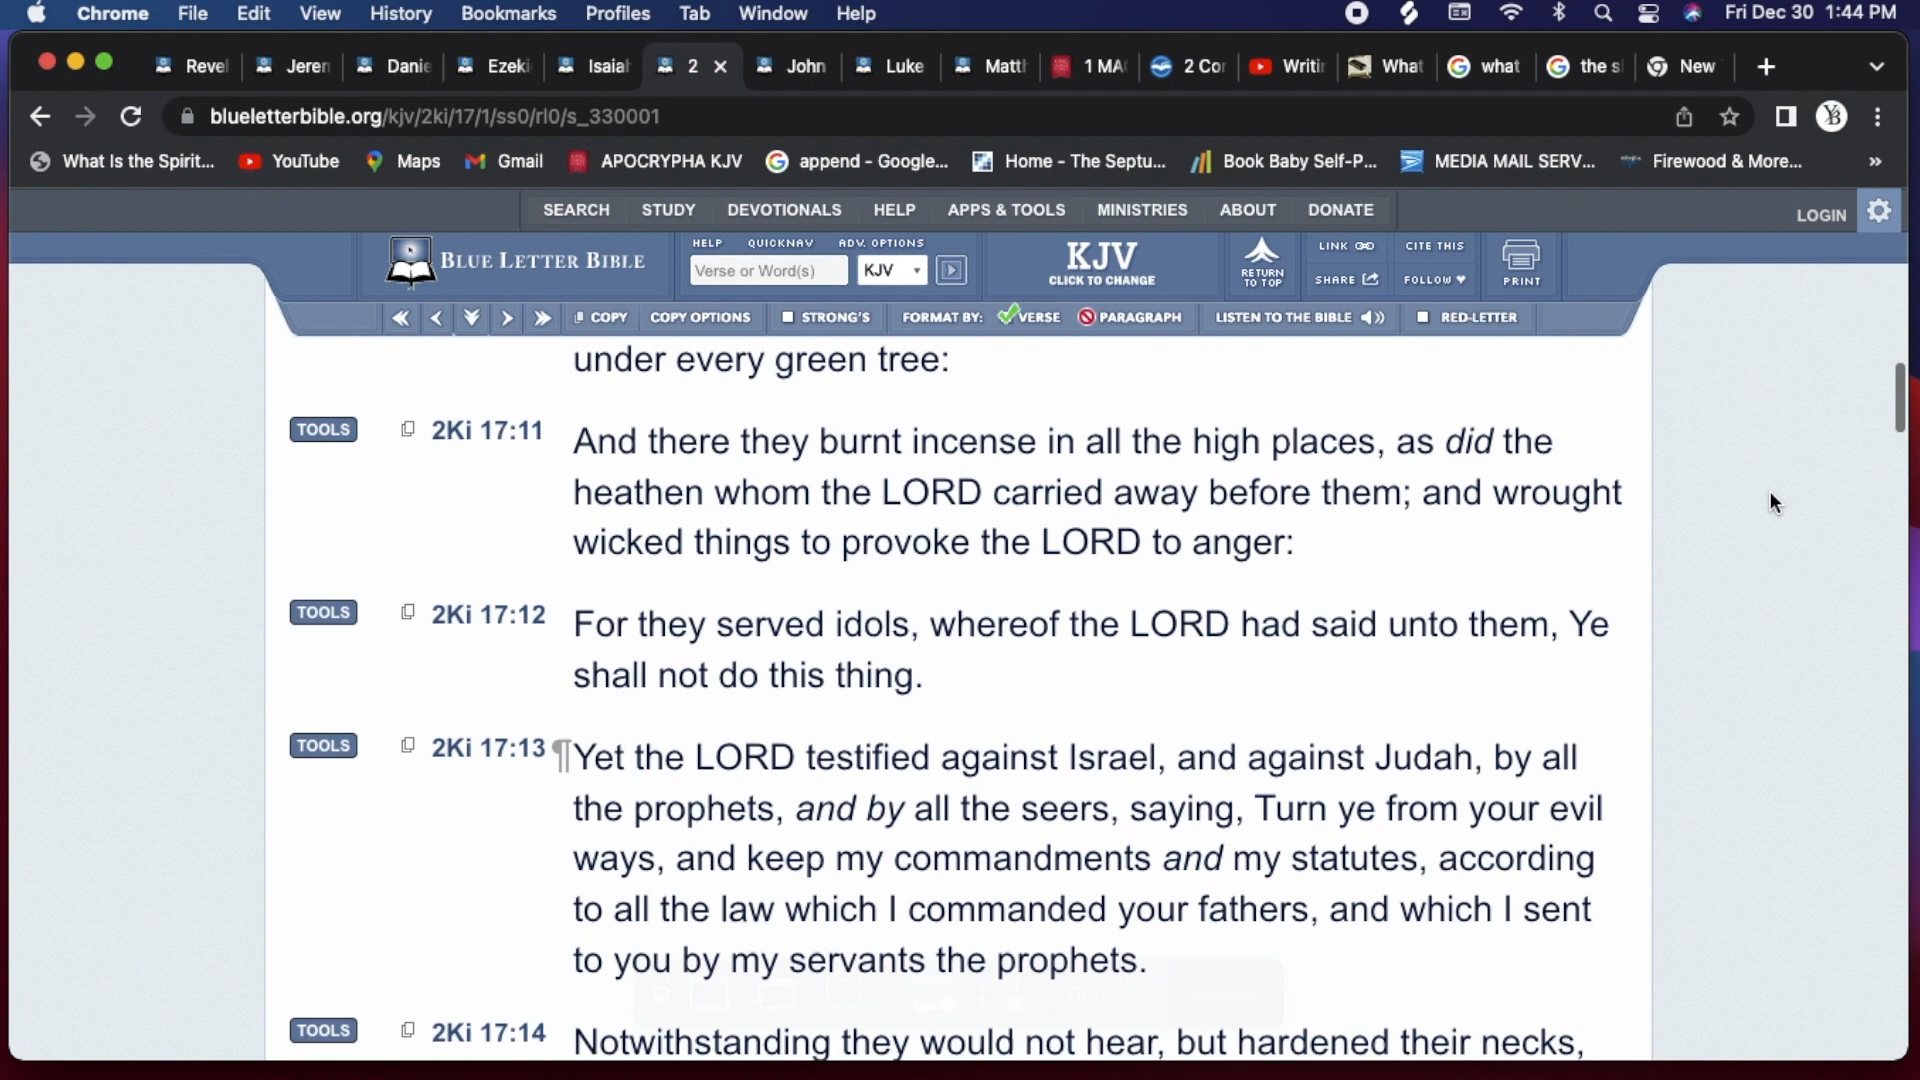 Chrome File Edit View History Bookmarks Profiles Tab Window Help Fri Dec 30 1:44 PM
Revel Jerem Danie Ezeki Isaiah 2 John Luke Matth 1 MA 2 Cor Writin What what the s New
blueletterbible.org/kjv/2ki/17/1/ss0/rl0/s_330001
What Is the Spirit... YouTube Maps Gmail APOCRYPHA KJV append - Google... Home - The Septu... Book Baby Self-P... MEDIA MAIL SERV... Firewood & More... »
SEARCH STUDY DEVOTIONALS HELP APPS & TOOLS MINISTRIES ABOUT DONATE LOGIN
HELP QUICKNAV ADV. OPTIONS
BLUE LETTER BIBLE Verse or Word(s) KJV
KJV
CLICK TO CHANGE
RETURN
TO TOP
LINK CITE THIS
SHARE FOLLOW
PRINT
COPY COPY OPTIONS STRONG'S FORMAT BY: VERSE PARAGRAPH LISTEN TO THE BIBLE RED-LETTER
under every green tree:
TOOLS 2Ki 17:11 And there they burnt incense in all the high places, as did the
heathen whom the LORD carried away before them; and wrought
wicked things to provoke the LORD to anger:
TOOLS 2Ki 17:12 For they served idols, whereof the LORD had said unto them, Ye
shall not do this thing.
TOOLS 2Ki 17:13 ¶Yet the LORD testified against Israel, and against Judah, by all
the prophets, and by all the seers, saying, Turn ye from your evil
ways, and keep my commandments and my statutes, according
to all the law which I commanded your fathers, and which I sent
to you by my servants the prophets.
TOOLS 2Ki 17:14 Notwithstanding they would not hear, but hardened their necks,